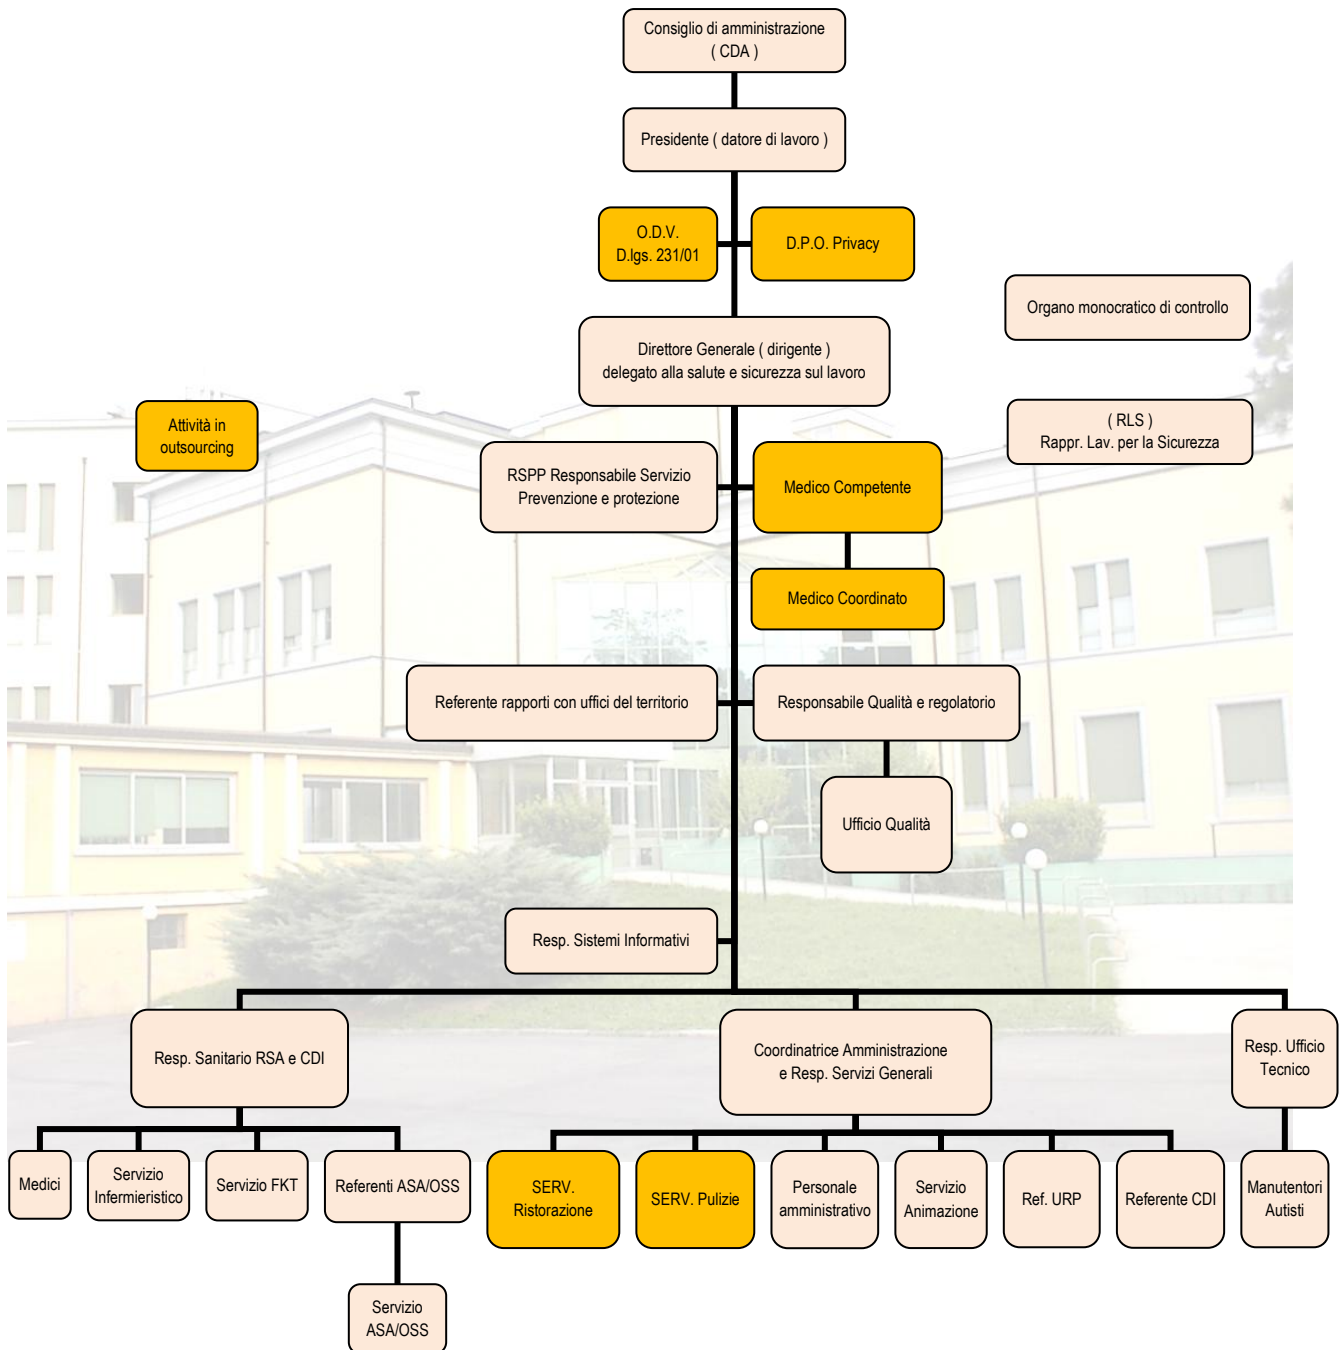 Consiglio di amministrazione
( CDA )
Presidente ( datore di lavoro )
O.D.V.
D.lgs. 231/01
D.P.O. Privacy
Organo monocratico di controllo
Direttore Generale ( dirigente )
delegato alla salute e sicurezza sul lavoro
Attività in
outsourcing
( RLS )
Rappr. Lav. per la Sicurezza
RSPP Responsabile Servizio
Prevenzione e protezione
Medico Competente
Medico Coordinato
Referente rapporti con uffici del territorio
Responsabile Qualità e regolatorio
Ufficio Qualità
Resp. Sistemi Informativi
Resp. Sanitario RSA e CDI
Coordinatrice Amministrazione
e Resp. Servizi Generali
Resp. Ufficio
Tecnico
Medici
Servizio
Infermieristico
Servizio FKT
Referenti ASA/OSS
SERV.
Ristorazione
SERV. Pulizie
Personale
amministrativo
Servizio
Animazione
Ref. URP
Referente CDI
Manutentori
Autisti
Servizio
ASA/OSS